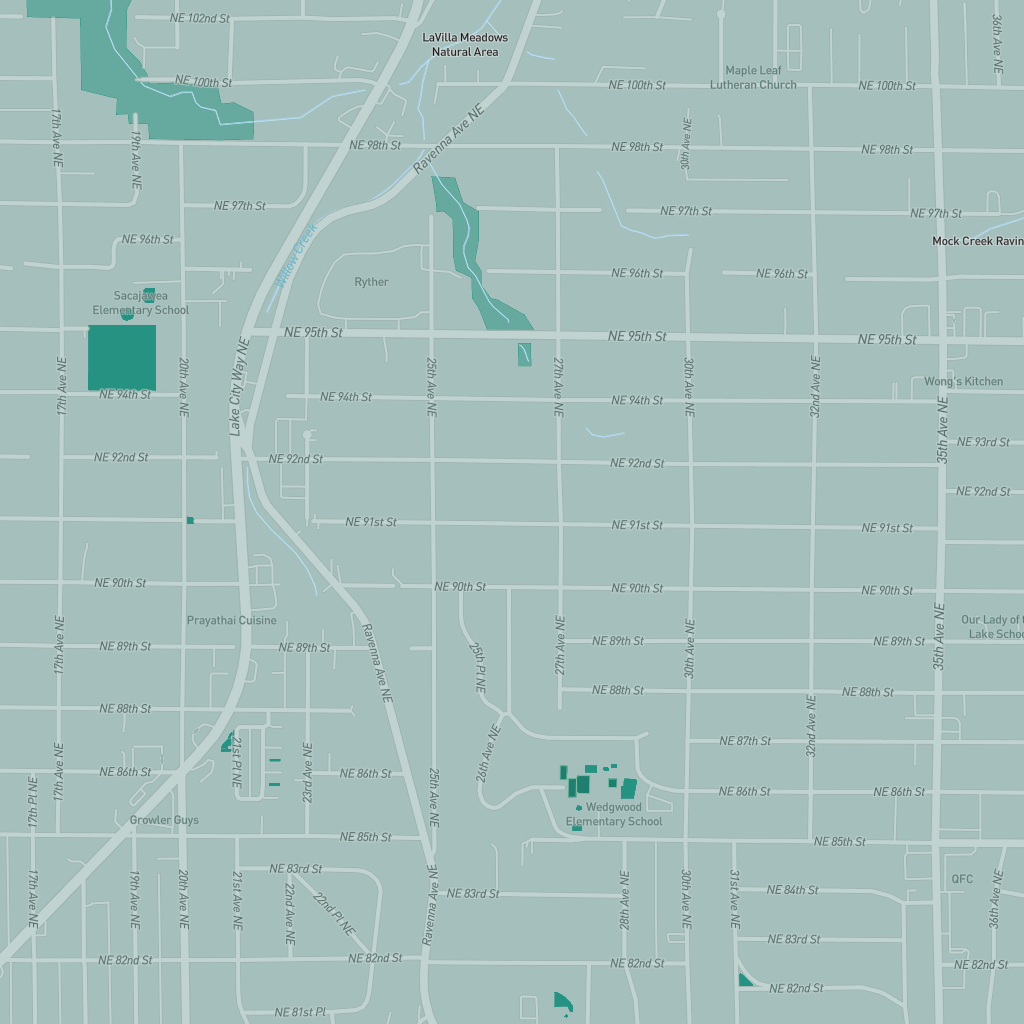 NE 102nd St
36th Ave NE
LaVilla Meadows
Natural Area
Maple Leaf
Lutheran Church
NE 100th St
NE 100th St
NE 100th St
17th Ave NE
19th Ave NE
Ravenna Ave NE
30th Ave NE
NE 98th St
NE 98th St
NE 98th St
NE 97th St
NE 97th St
NE 97th St
NE 96th St
Willow Creek
Mock Creek Ravin
NE 96th St
NE 96th St
Ryther
Sacajawea
Elementary School
NE 95th St
NE 95th St
NE 95th St
17th Ave NE
20th Ave NE
Lake City Way NE
25th Ave NE
27th Ave NE
30th Ave NE
32nd Ave NE
Wong's Kitchen
NE 94th St
NE 94th St
NE 94th St
35th Ave NE
NE 93rd St
NE 92nd St
NE 92nd St
NE 92nd St
NE 92nd St
NE 91st St
NE 91st St
NE 91st St
NE 90th St
NE 90th St
NE 90th St
NE 90th St
Prayathai Cuisine
Our Lady of t
Lake Schoo
17th Ave NE
NE 89th St
NE 89th St
Ravenna Ave NE
25th Pl NE
27th Ave NE
NE 89th St
30th Ave NE
NE 89th St
35th Ave NE
NE 88th St
NE 88th St
NE 88th St
32nd Ave NE
NE 87th St
21st Pl NE
26th Ave NE
17th Ave NE
NE 86th St
23rd Ave NE
NE 86th St
25th Ave NE
NE 86th St
NE 86th St
17th Pl NE
Wedgwood
Elementary School
Growler Guys
NE 85th St
NE 85th St
17th Ave NE
19th Ave NE
20th Ave NE
21st Ave NE
NE 83rd St
22nd Ave NE
22nd Pl NE
Ravenna Ave NE
NE 83rd St
28th Ave NE
30th Ave NE
31st Ave NE
NE 84th St
QFC
36th Ave NE
NE 83rd St
NE 82nd St
NE 82nd St
NE 82nd St
NE 82nd St
NE 82nd St
NE 81st Pl